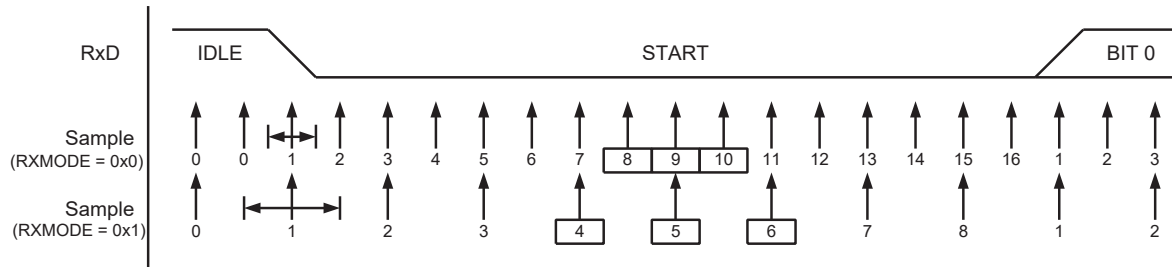 RxD IDLE START BIT 0
Sample
(RXMODE = 0x0)
0 0 1 2 3 4 5 6 7 8 9 10 11 12 13 14 15 16 1 2 3
Sample
(RXMODE = 0x1)
0 1 2 3 4 5 6 7 8 1 2